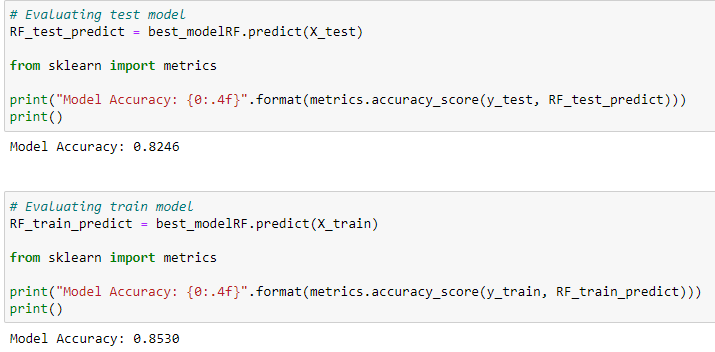 # Evaluating test model
RF_test_predict = best_modelRF.predict(X_test)
from sklearn import metrics
print("Model Accuracy: {0:.4f}".format(metrics.accuracy_score(y_test, RF_test_predict)))
print()
Model Accuracy: 0.8246
# Evaluating train model
RF_train_predict = best_modelRF.predict(X_train)
from sklearn import metrics
print("Model Accuracy: {0:.4f}".format(metrics.accuracy_score(y_train, RF_train_predict)))
print()
Model Accuracy: 0.8530